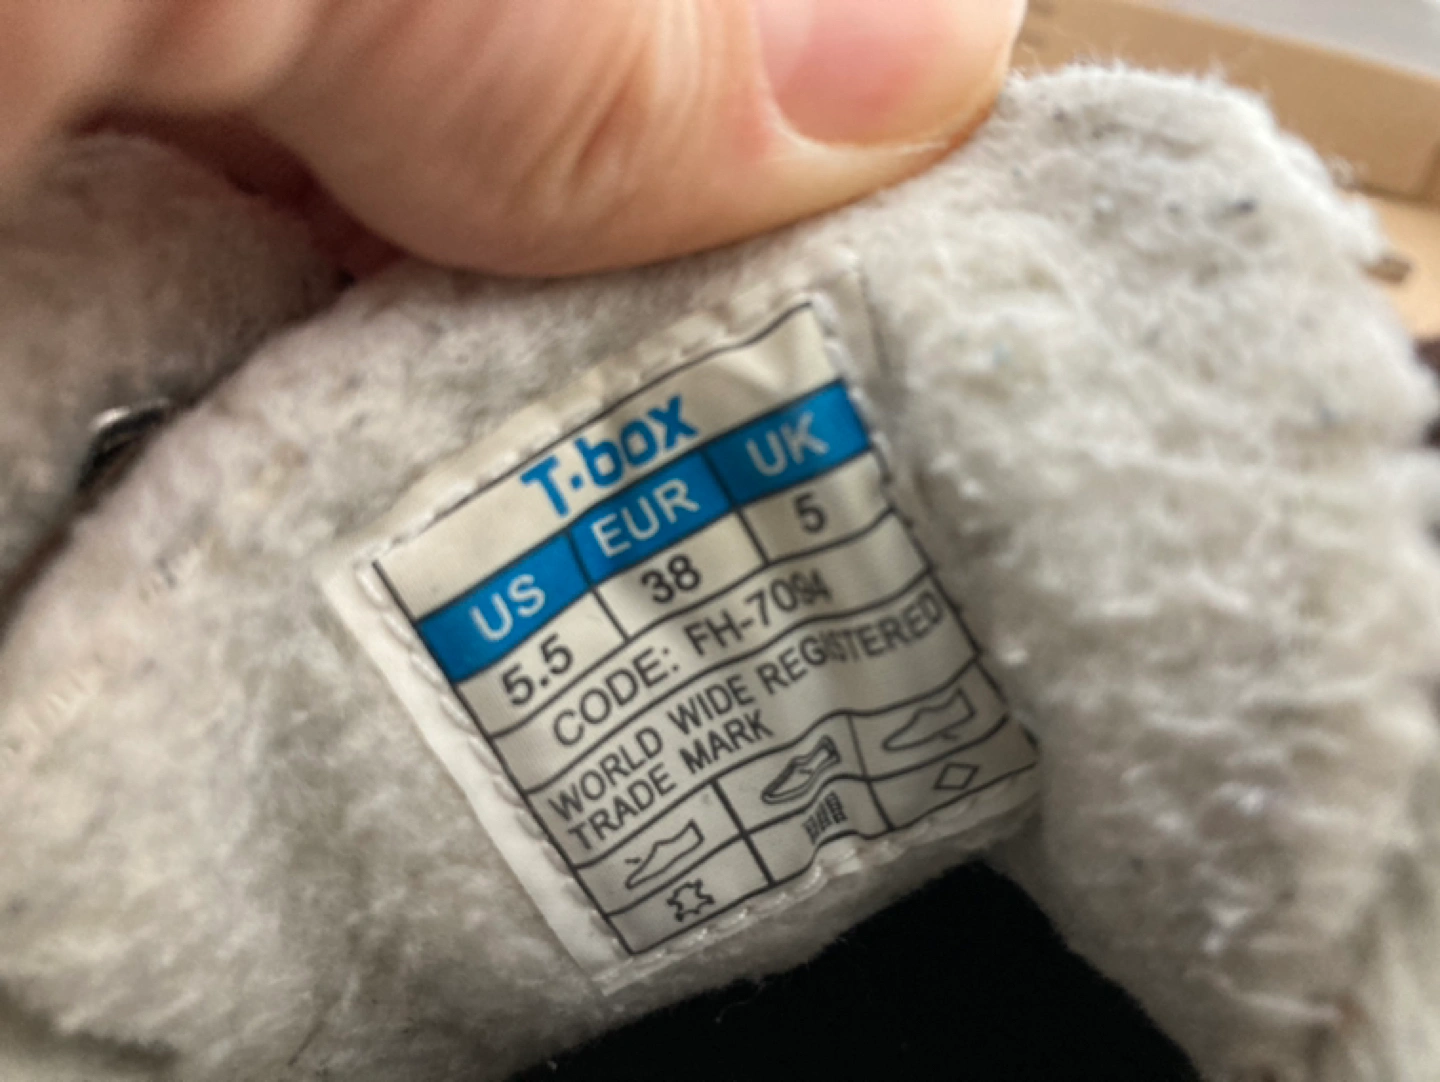 T·box
US EUR UK
5.5 38 5
CODE: FH-7094
WORLD WIDE REGISTERED
TRADE MARK